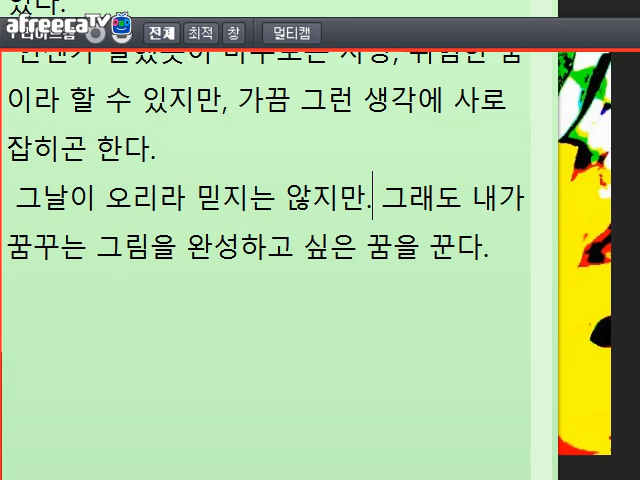 있다.
afreecaTV
전체 최적 창 멀티캠
이라 할 수 있지만, 가끔 그런 생각에 사로
잡히곤 한다.
그날이 오리라 믿지는 않지만. 그래도 내가
꿈꾸는 그림을 완성하고 싶은 꿈을 꾼다.